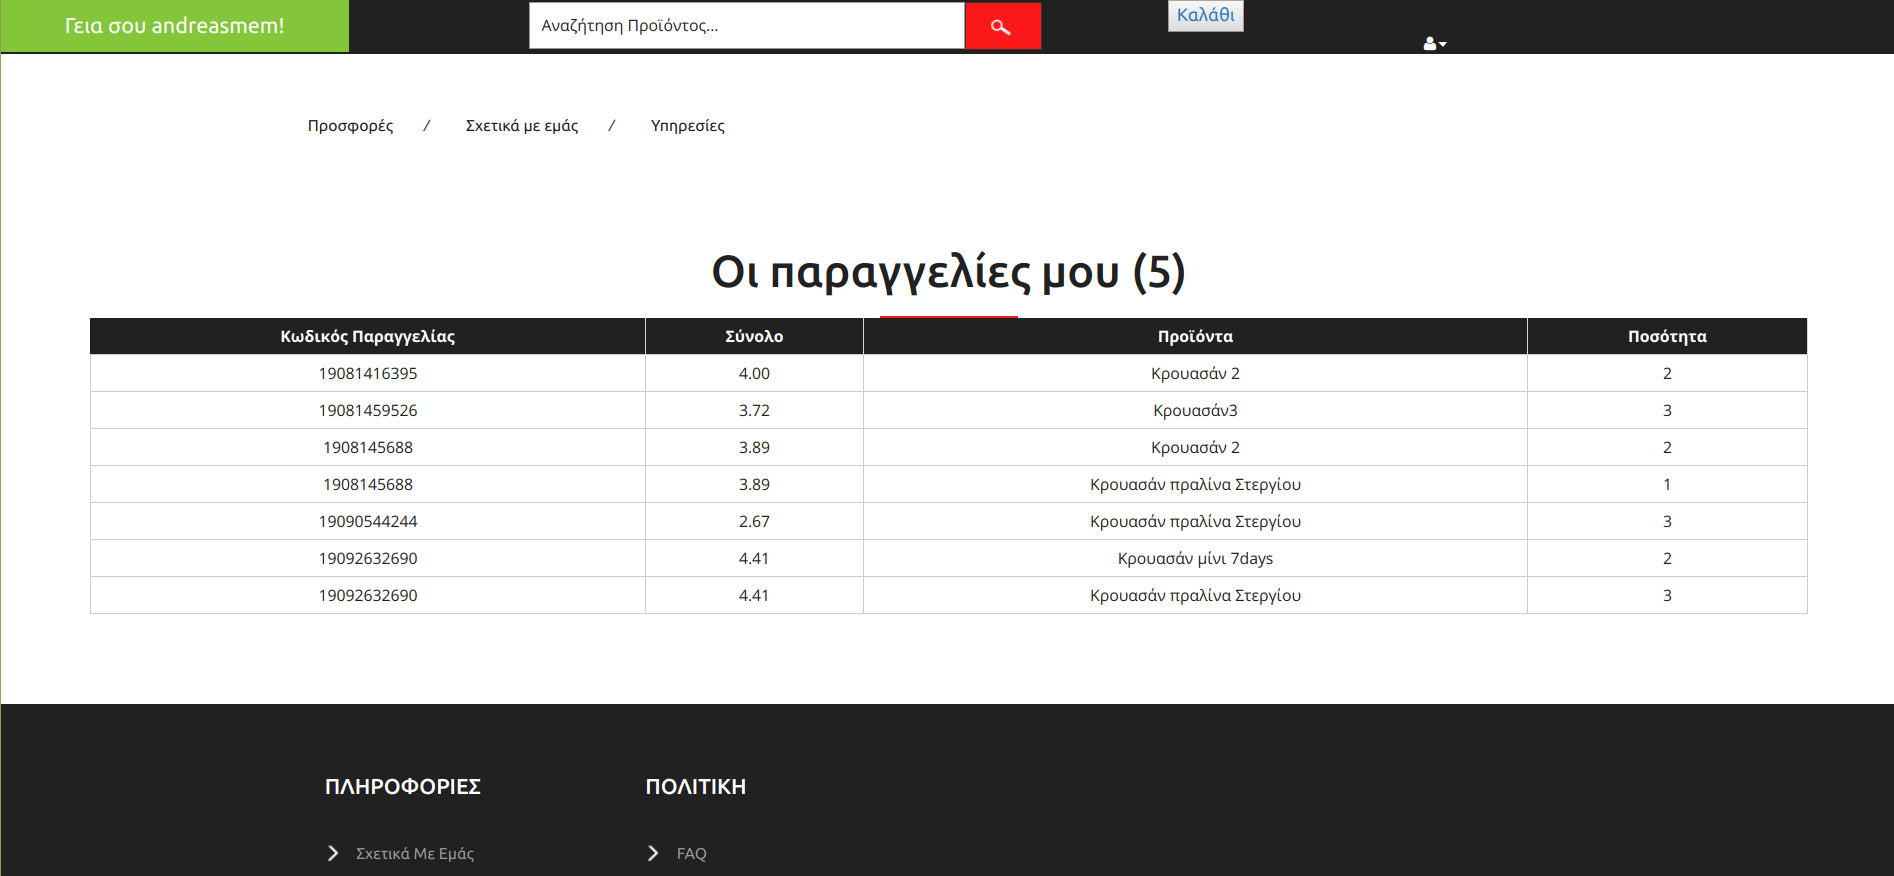 Γεια σου andreasmem!
Αναζήτηση Προϊόντος...
Καλάθι
Προσφορές / Σχετικά με εμάς / Υπηρεσίες
Οι παραγγελίες μου (5)
Κωδικός Παραγγελίας Σύνολο Προϊόντα Ποσότητα
19081416395 4.00 Κρουασάν 2 2
19081459526 3.72 Κρουασάν3 3
1908145688 3.89 Κρουασάν 2 2
1908145688 3.89 Κρουασάν πραλίνα Στεργίου 1
19090544244 2.67 Κρουασάν πραλίνα Στεργίου 3
19092632690 4.41 Κρουασάν μίνι 7days 2
19092632690 4.41 Κρουασάν πραλίνα Στεργίου 3
ΠΛΗΡΟΦΟΡΙΕΣ ΠΟΛΙΤΙΚΗ
Σχετικά Με Εμάς FAQ